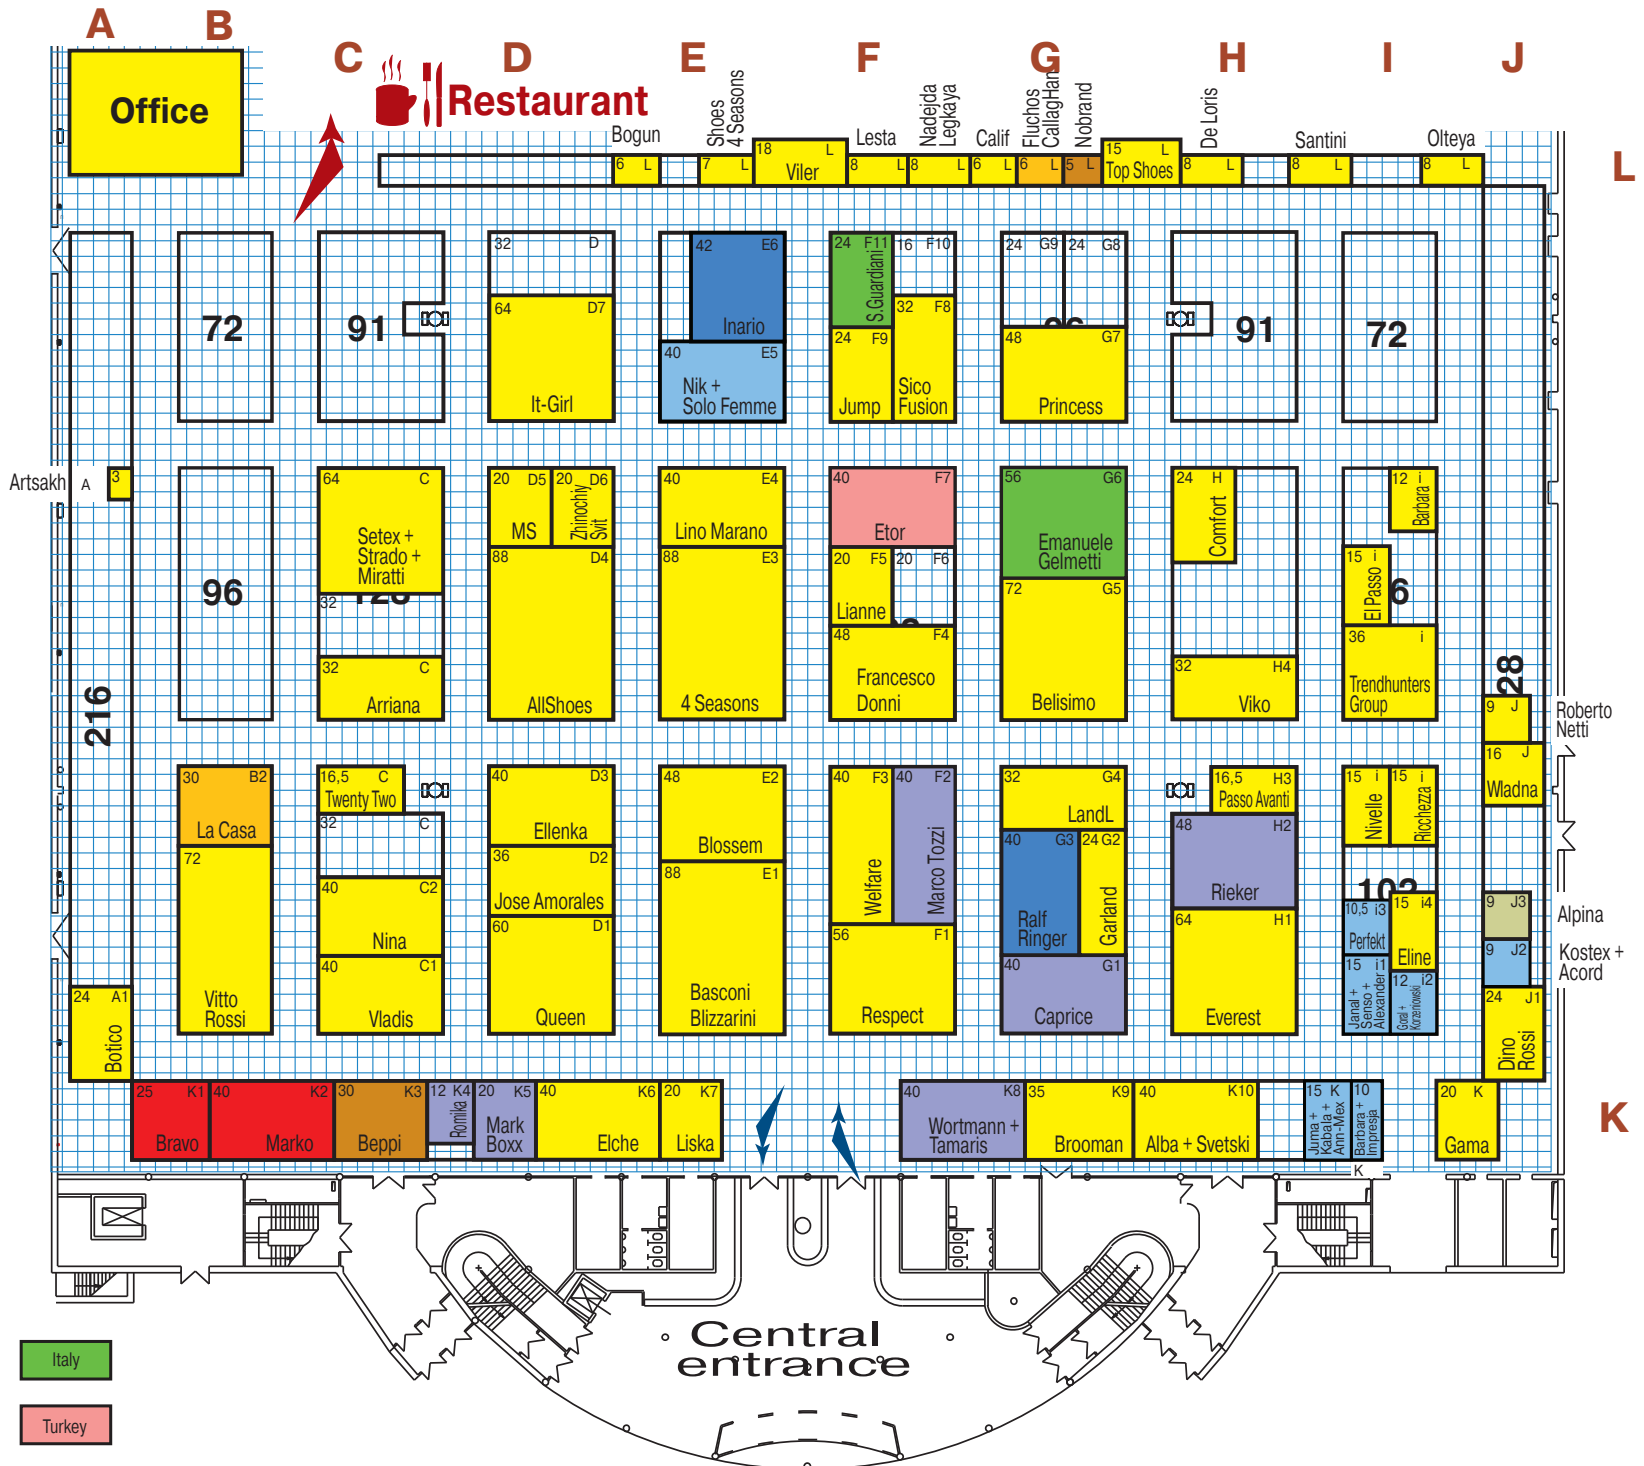 A
B
C
D
E
F
G
H
I
J
Office
Restaurant
Bogun
Shoes
4 Seasons
Lesta
Nadejda
Legkaya
Calif
Fluchos
CallagHan
Nobrand
De Loris
Santini
Olteya
6 L
7 L
18 L
Viler
8 L
8 L
6 L
6 L
5 L
15 L
Top Shoes
8 L
8 L
8 L
L
72
91
32 D
64 D7
It-Girl
42 E6
Inario
40 E5
Nik +
Solo Femme
24 F11
S.Guardiani
16 F10
24 F9
Jump
32 F8
Sico
Fusion
24 G9
24 G8
48 G7
Princess
91
72
Artsakh A 3
216
96
64 C
Setex +
Strado +
Miratti
32
32 C
Arriana
20 D5
MS
20 D6
Zhinochiy
Svit
88 D4
AllShoes
40 E4
Lino Marano
88 E3
4 Seasons
40 F7
Etor
20 F5
Lianne
20 F6
48 F4
Francesco
Donni
56 G6
Emanuele
Gelmetti
72 G5
Belisimo
24 H
Comfort
32 H4
Viko
12 i
Barbara
15 i
El Passo
6
36 i
Trendhunters
Group
28
9 J
Roberto
Netti
16 J
Wladna
30 B2
La Casa
72
Vitto
Rossi
16,5 C
Twenty Two
32 C
40 C2
Nina
40 C1
Vladis
40 D3
Ellenka
36 D2
Jose Amorales
60 D1
Queen
48 E2
Blossem
88 E1
Basconi
Blizzarini
40 F3
Welfare
40 F2
Marco Tozzi
56 F1
Respect
32 G4
LandL
40 G3
Ralf
Ringer
24 G2
Garland
40 G1
Caprice
16,5 H3
Passo Avanti
48 H2
Rieker
64 H1
Everest
15 i
Nivelle
15 i
Ricchezza
102
10,5 i3
Perfekt
15 i4
Eline
15 i1
Janal +
Senso +
Alexander
12 i2
Goral +
Korzeniowski
9 J3
Alpina
9 J2
Kostex +
Acord
24 J1
Dino
Rossi
24 A1
Botico
25 K1
Bravo
40 K2
Marko
30 K3
Beppi
12 K4
Romika
20 K5
Mark
Boxx
40 K6
Elche
20 K7
Liska
40 K8
Wortmann +
Tamaris
35 K9
Brooman
40 K10
Alba + Svetski
15 K
Juma +
Kabala +
Ann-Mex
10
Barbara +
Impresja
K
20 K
Gama
K
Central
entrance
Italy
Turkey